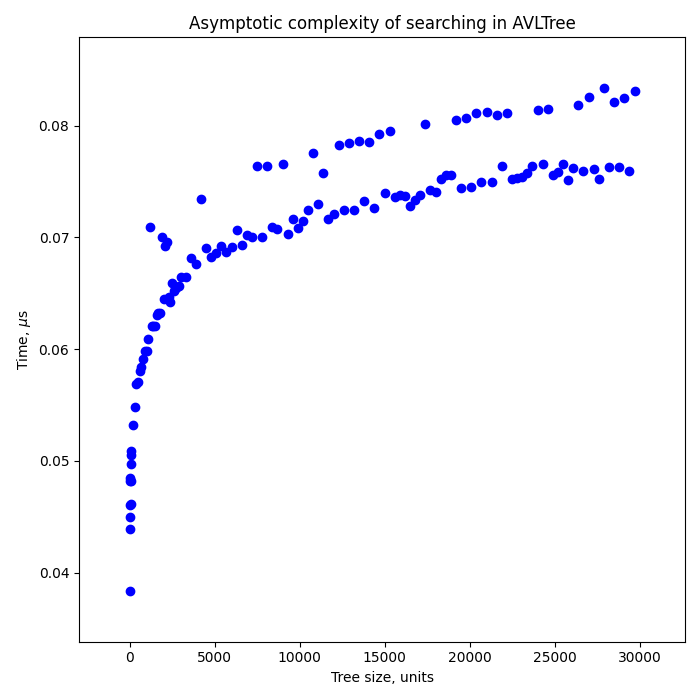 Asymptotic complexity of searching in AVLTree
0.08
0.07
0.06
0.05
0.04
Time, μs
0 5000 10000 15000 20000 25000 30000
Tree size, units